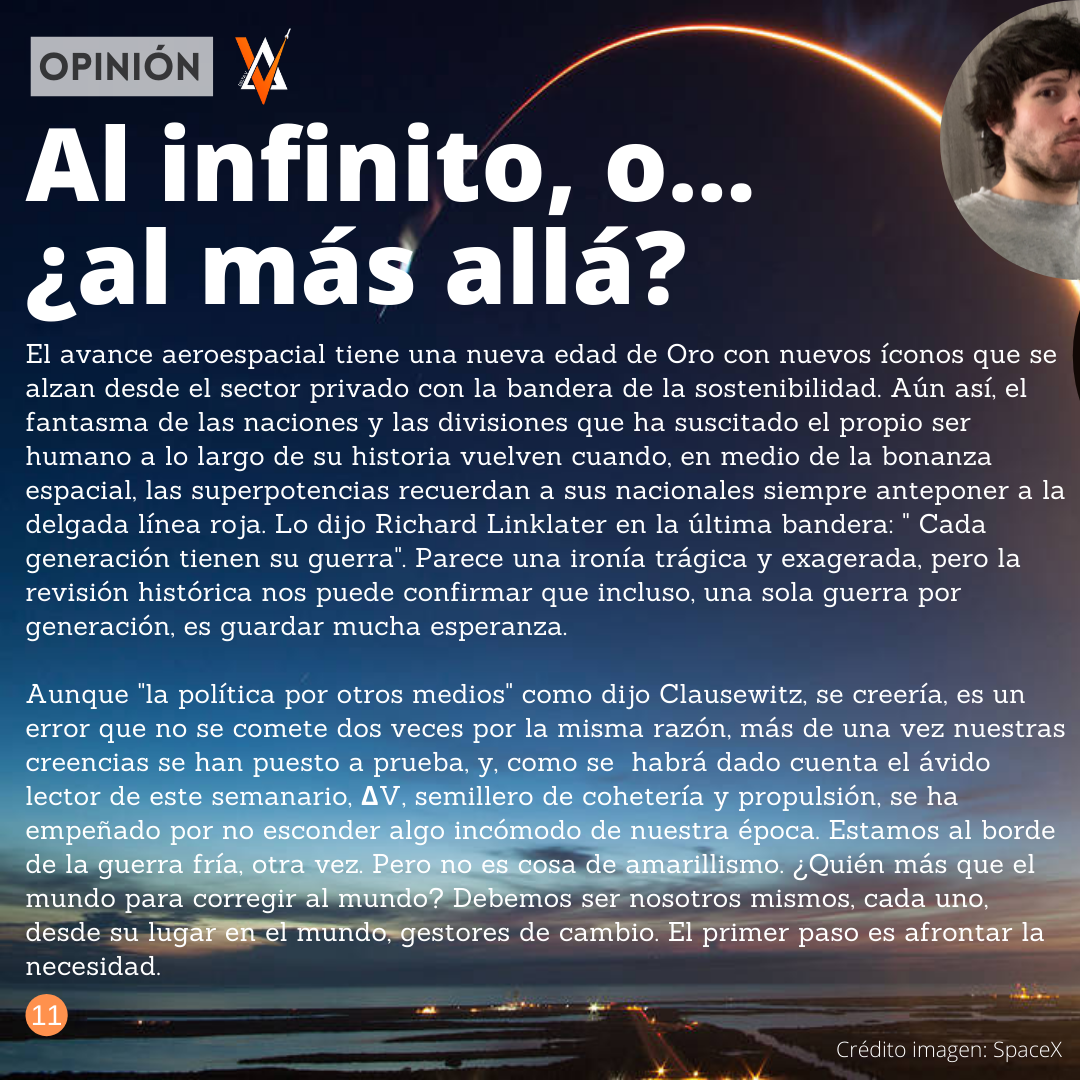 OPINIÓN
Al infinito, o...
¿al más allá?
El avance aeroespacial tiene una nueva edad de Oro con nuevos íconos que se
alzan desde el sector privado con la bandera de la sostenibilidad. Aún así, el
fantasma de las naciones y las divisiones que ha suscitado el propio ser
humano a lo largo de su historia vuelven cuando, en medio de la bonanza
espacial, las superpotencias recuerdan a sus nacionales siempre anteponer a la
delgada línea roja. Lo dijo Richard Linklater en la última bandera: " Cada
generación tienen su guerra". Parece una ironía trágica y exagerada, pero la
revisión histórica nos puede confirmar que incluso, una sola guerra por
generación, es guardar mucha esperanza.
Aunque "la política por otros medios" como dijo Clausewitz, se creería, es un
error que no se comete dos veces por la misma razón, más de una vez nuestras
creencias se han puesto a prueba, y, como se  habrá dado cuenta el ávido
lector de este semanario, ΔV, semillero de cohetería y propulsión, se ha
empeñado por no esconder algo incómodo de nuestra época. Estamos al borde
de la guerra fría, otra vez. Pero no es cosa de amarillismo. ¿Quién más que el
mundo para corregir al mundo? Debemos ser nosotros mismos, cada uno,
desde su lugar en el mundo, gestores de cambio. El primer paso es afrontar la
necesidad.
11
Crédito imagen: SpaceX